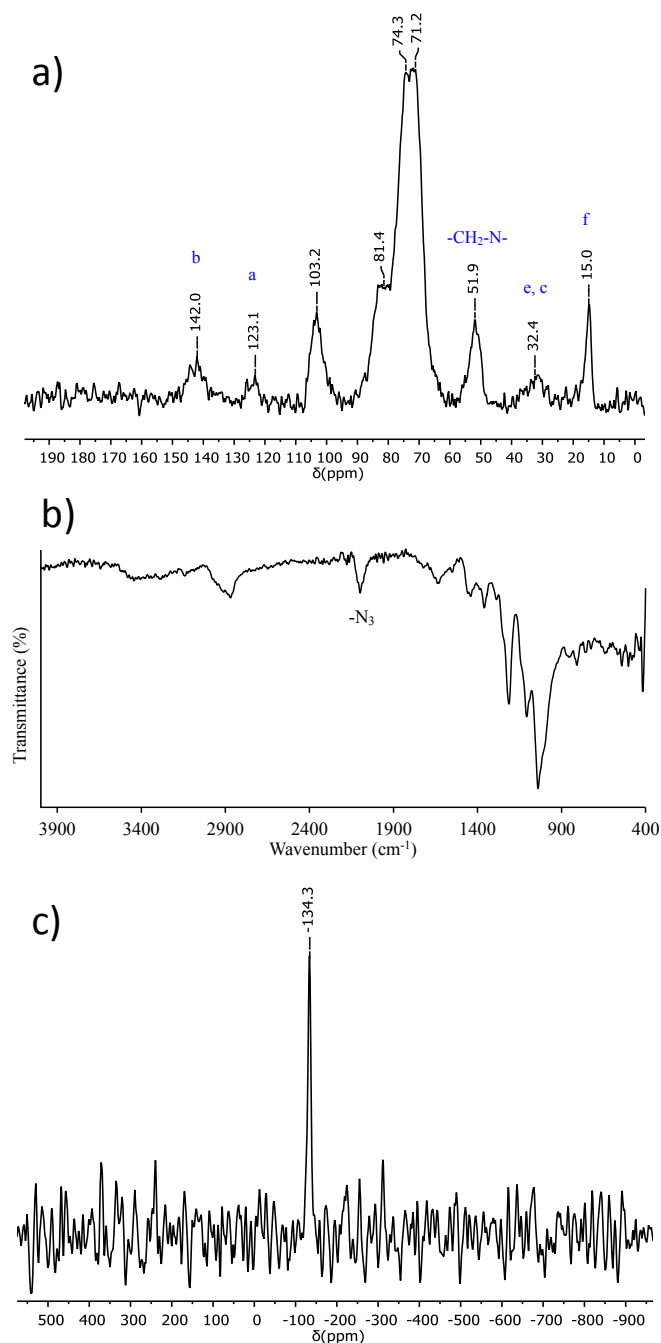 a)
74.3
71.2
81.4
103.2
b
142.0
a
123.1
-CH₂-N-
51.9
e, c
32.4
f
15.0
190 180 170 160 150 140 130 120 110 100 90 80 70 60 50 40 30 20 10 0
δ(ppm)
b)
Transmittance (%)
-N₃
3900 3400 2900 2400 1900 1400 900 400
Wavenumber (cm⁻¹)
c)
-134.3
500 400 300 200 100 0 -100 -200 -300 -400 -500 -600 -700 -800 -900
δ(ppm)